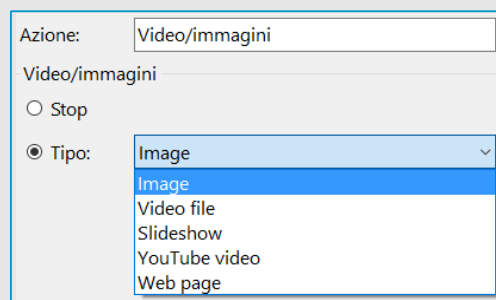 Azione: Video/immagini
Video/immagini
Stop
Tipo: Image
Image
Video file
Slideshow
YouTube video
Web page